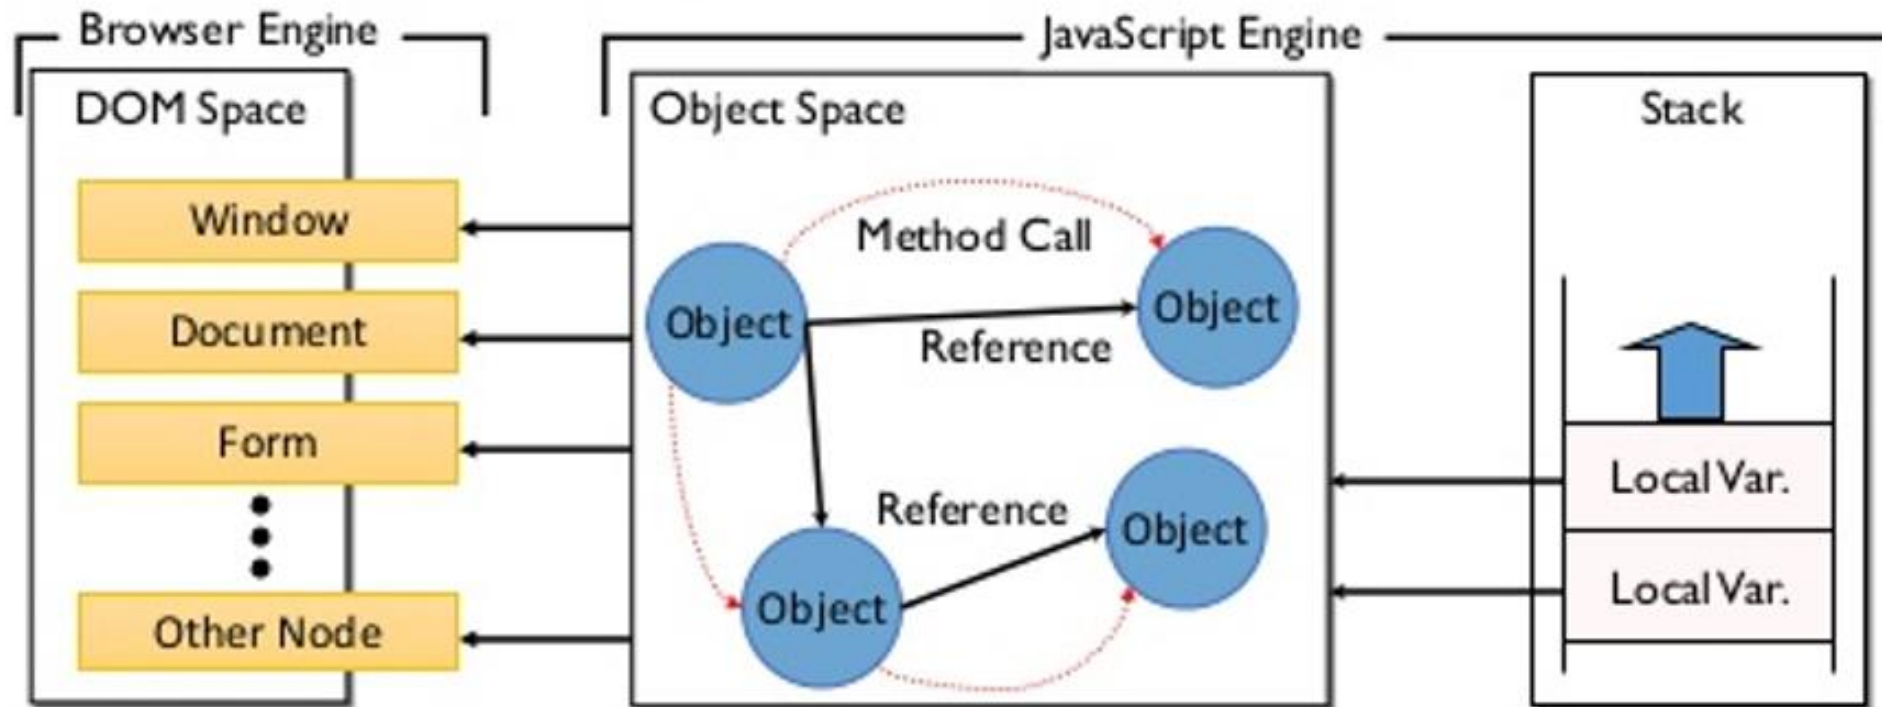 Browser Engine
JavaScript Engine
DOM Space
Object Space
Stack
Window
Document
Form
Other Node
Method Call
Object
Object
Reference
Reference
Object
Object
Local Var.
Local Var.